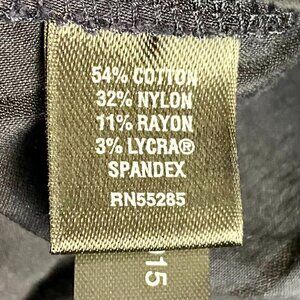 54% COTTON
32% NYLON
11% RAYON
3% LYCRA®
SPANDEX
RN55285
15